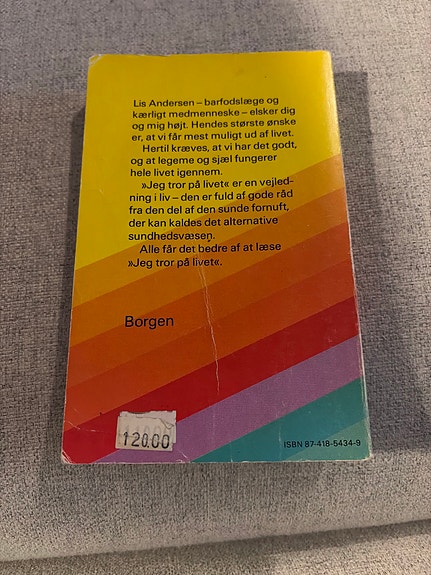 Lis Andersen – barfodslæge og
kærligt medmenneske – elsker dig
og mig højt. Hendes største ønske
er, at vi får mest muligt ud af livet.
Hertil kræves, at vi har det godt,
og at legeme og sjæl fungerer
hele livet igennem.
»Jeg tror på livet« er en vejled-
ning i liv – den er fuld af gode råd
fra den del af den sunde fornuft,
der kan kaldes det alternative
sundhedsvæsen.
Alle får det bedre af at læse
»Jeg tror på livet«.
Borgen
12000
ISBN 87-418-5434-9